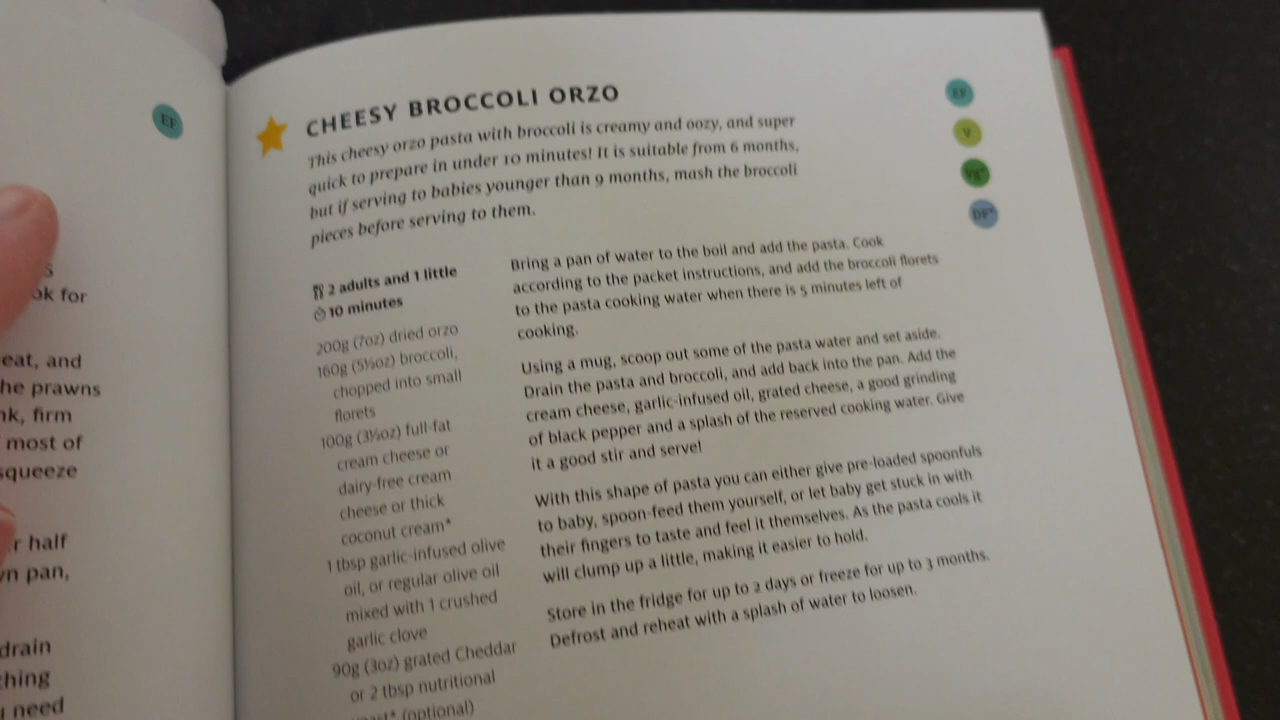 EF
s
ok for
eat, and
he prawns
nk, firm
most of
squeeze
r half
vn pan,
drain
thing
u need
CHEESY BROCCOLI ORZO
This cheesy orzo pasta with broccoli is creamy and oozy, and super
quick to prepare in under 10 minutes! It is suitable from 6 months,
but if serving to babies younger than 9 months, mash the broccoli
pieces before serving to them.
EF
V
Vg*
DF*
2 adults and 1 little
10 minutes
200g (7oz) dried orzo
160g (5½oz) broccoli,
chopped into small
florets
100g (3½oz) full-fat
cream cheese or
dairy-free cream
cheese or thick
coconut cream*
1 tbsp garlic-infused olive
oil, or regular olive oil
mixed with 1 crushed
garlic clove
90g (3oz) grated Cheddar
or 2 tbsp nutritional
yeast* (optional)
Bring a pan of water to the boil and add the pasta. Cook
according to the packet instructions, and add the broccoli florets
to the pasta cooking water when there is 5 minutes left of
cooking.
Using a mug, scoop out some of the pasta water and set aside.
Drain the pasta and broccoli, and add back into the pan. Add the
cream cheese, garlic-infused oil, grated cheese, a good grinding
of black pepper and a splash of the reserved cooking water. Give
it a good stir and serve!
With this shape of pasta you can either give pre-loaded spoonfuls
to baby, spoon-feed them yourself, or let baby get stuck in with
their fingers to taste and feel it themselves. As the pasta cools it
will clump up a little, making it easier to hold.
Store in the fridge for up to 2 days or freeze for up to 3 months.
Defrost and reheat with a splash of water to loosen.